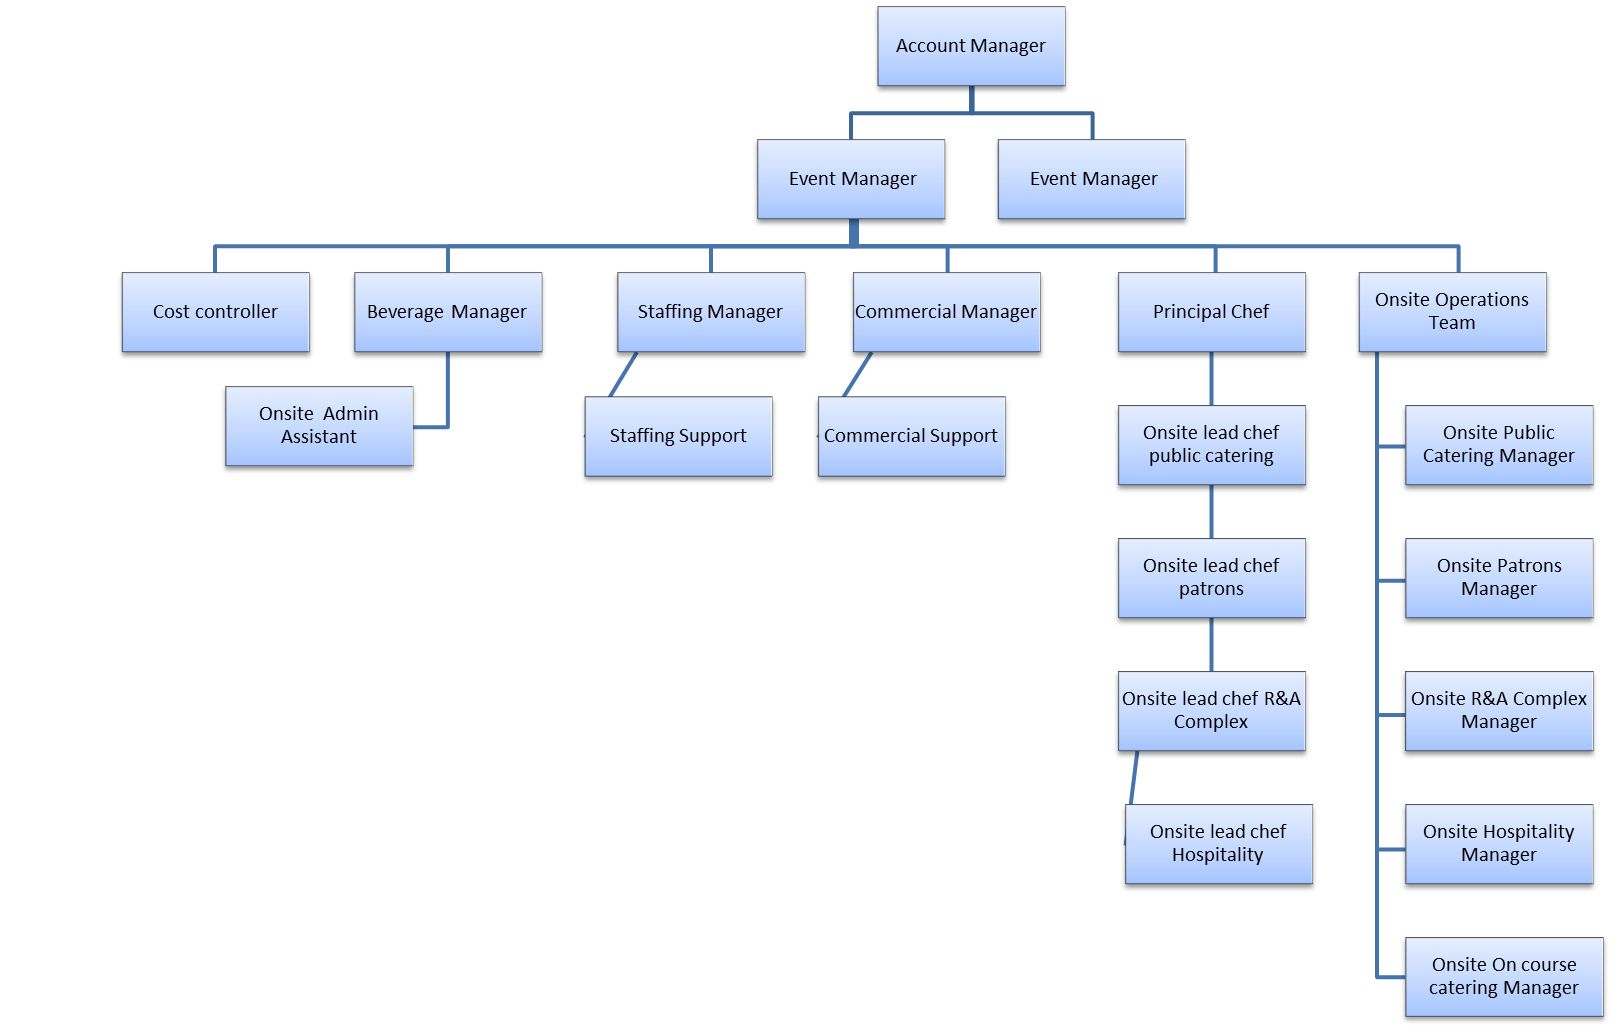 Account Manager
Event Manager
Event Manager
Cost controller
Beverage Manager
Staffing Manager
Commercial Manager
Principal Chef
Onsite Operations
Team
Onsite Admin
Assistant
Staffing Support
Commercial Support
Onsite lead chef
public catering
Onsite Public
Catering Manager
Onsite lead chef
patrons
Onsite Patrons
Manager
Onsite lead chef R&A
Complex
Onsite R&A Complex
Manager
Onsite lead chef
Hospitality
Onsite Hospitality
Manager
Onsite On course
catering Manager